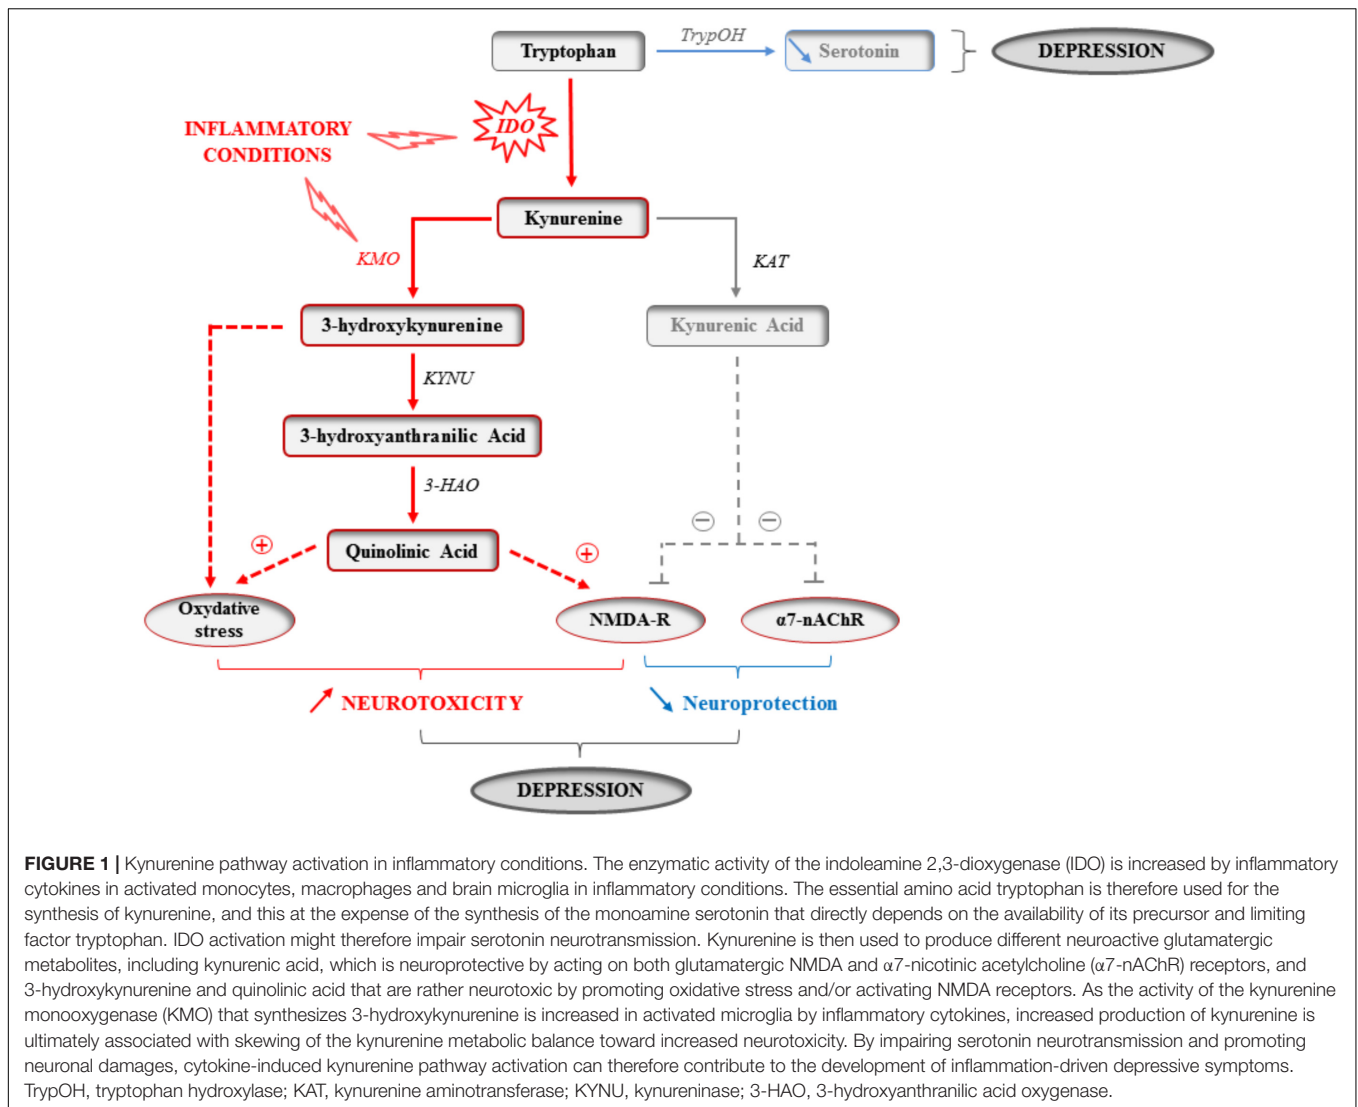 TrypOH
Tryptophan
Serotonin
DEPRESSION
INFLAMMATORY
CONDITIONS
IDO
Kynurenine
KMO
KAT
3-hydroxykynurenine
Kynurenic Acid
KYNU
3-hydroxyanthranilic Acid
3-HAO
Quinolinic Acid
+
+
−
−
Oxydative
stress
NMDA-R
α7-nAChR
NEUROTOXICITY
Neuroprotection
DEPRESSION
FIGURE 1 | Kynurenine pathway activation in inflammatory conditions. The enzymatic activity of the indoleamine 2,3-dioxygenase (IDO) is increased by inflammatory
cytokines in activated monocytes, macrophages and brain microglia in inflammatory conditions. The essential amino acid tryptophan is therefore used for the
synthesis of kynurenine, and this at the expense of the synthesis of the monoamine serotonin that directly depends on the availability of its precursor and limiting
factor tryptophan. IDO activation might therefore impair serotonin neurotransmission. Kynurenine is then used to produce different neuroactive glutamatergic
metabolites, including kynurenic acid, which is neuroprotective by acting on both glutamatergic NMDA and α7-nicotinic acetylcholine (α7-nAChR) receptors, and
3-hydroxykynurenine and quinolinic acid that are rather neurotoxic by promoting oxidative stress and/or activating NMDA receptors. As the activity of the kynurenine
monooxygenase (KMO) that synthesizes 3-hydroxykynurenine is increased in activated microglia by inflammatory cytokines, increased production of kynurenine is
ultimately associated with skewing of the kynurenine metabolic balance toward increased neurotoxicity. By impairing serotonin neurotransmission and promoting
neuronal damages, cytokine-induced kynurenine pathway activation can therefore contribute to the development of inflammation-driven depressive symptoms.
TrypOH, tryptophan hydroxylase; KAT, kynurenine aminotransferase; KYNU, kynureninase; 3-HAO, 3-hydroxyanthranilic acid oxygenase.